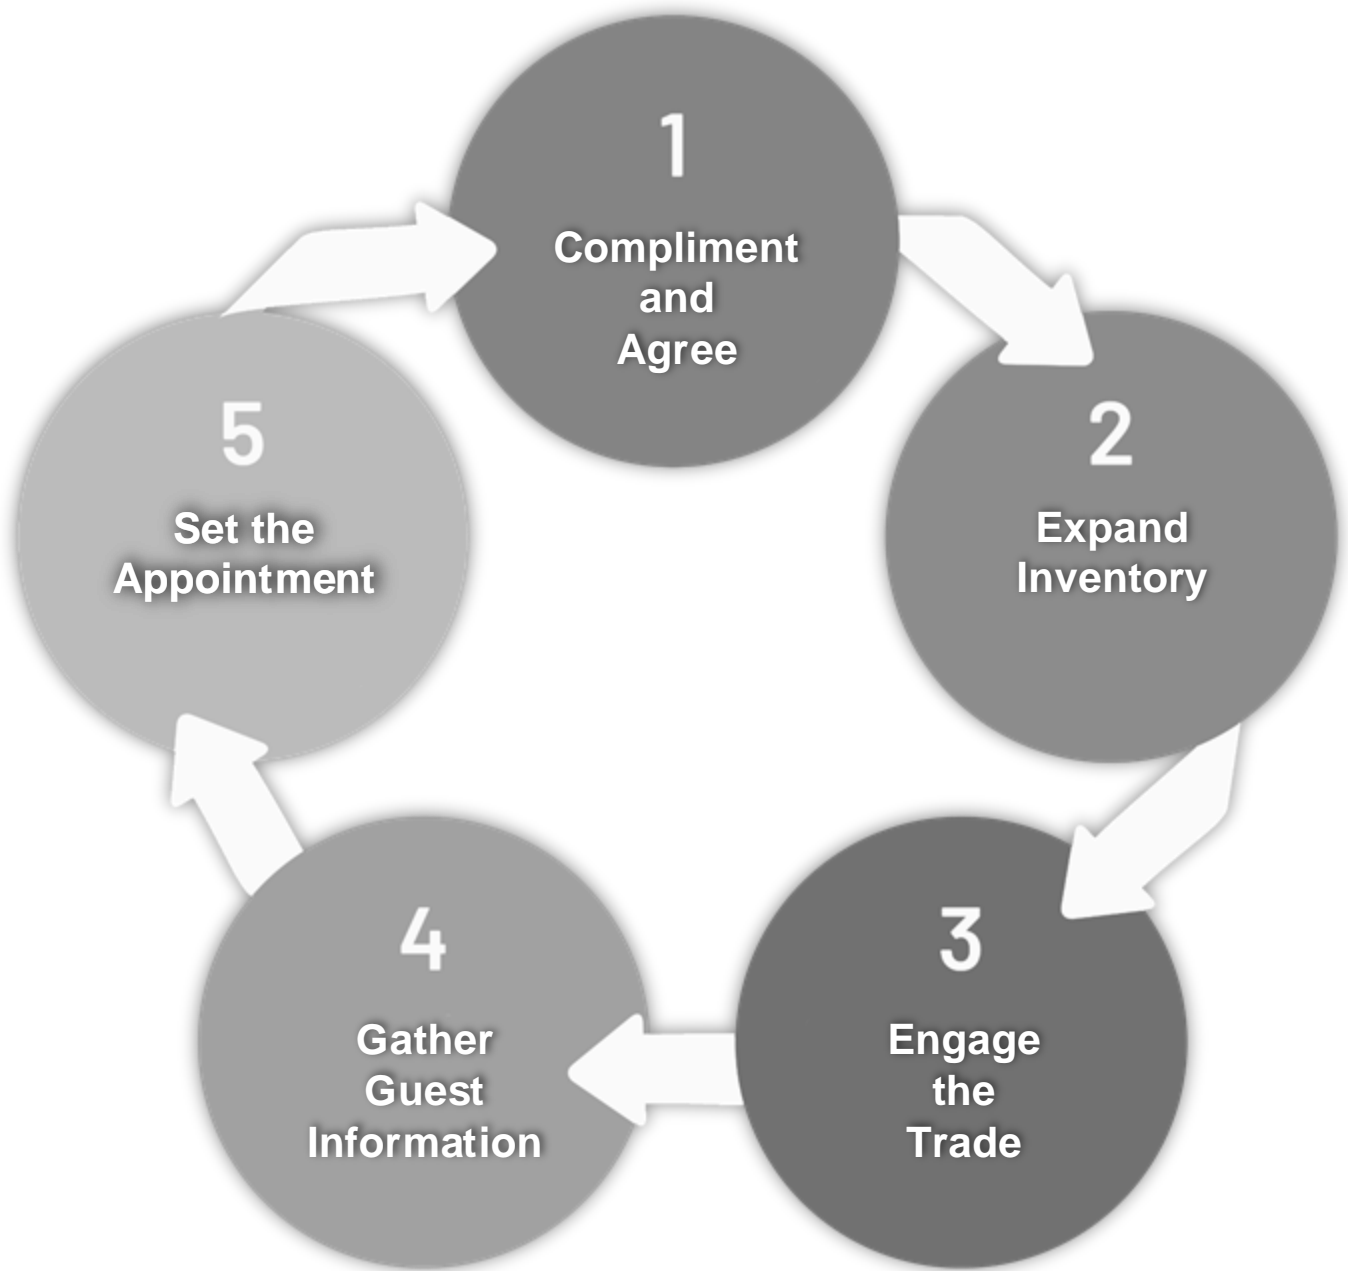 1
Compliment
and
Agree
2
Expand
Inventory
3
Engage
the
Trade
4
Gather
Guest
Information
5
Set the
Appointment